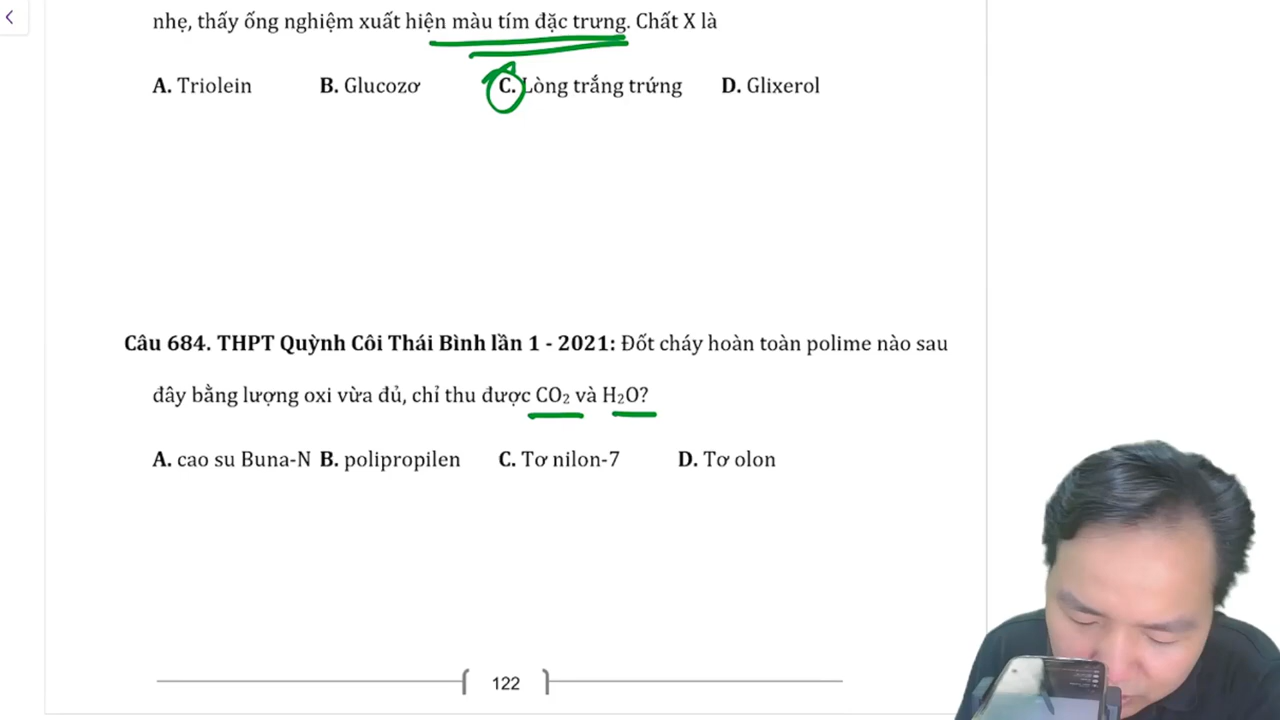 nhẹ, thấy ống nghiệm xuất hiện màu tím đặc trưng. Chất X là
A. Triolein B. Glucozơ C. Lòng trắng trứng D. Glixerol
Câu 684. THPT Quỳnh Côi Thái Bình lần 1 - 2021: Đốt cháy hoàn toàn polime nào sau
đây bằng lượng oxi vừa đủ, chỉ thu được CO₂ và H₂O?
A. cao su Buna-N B. polipropilen C. Tơ nilon-7 D. Tơ olon
122